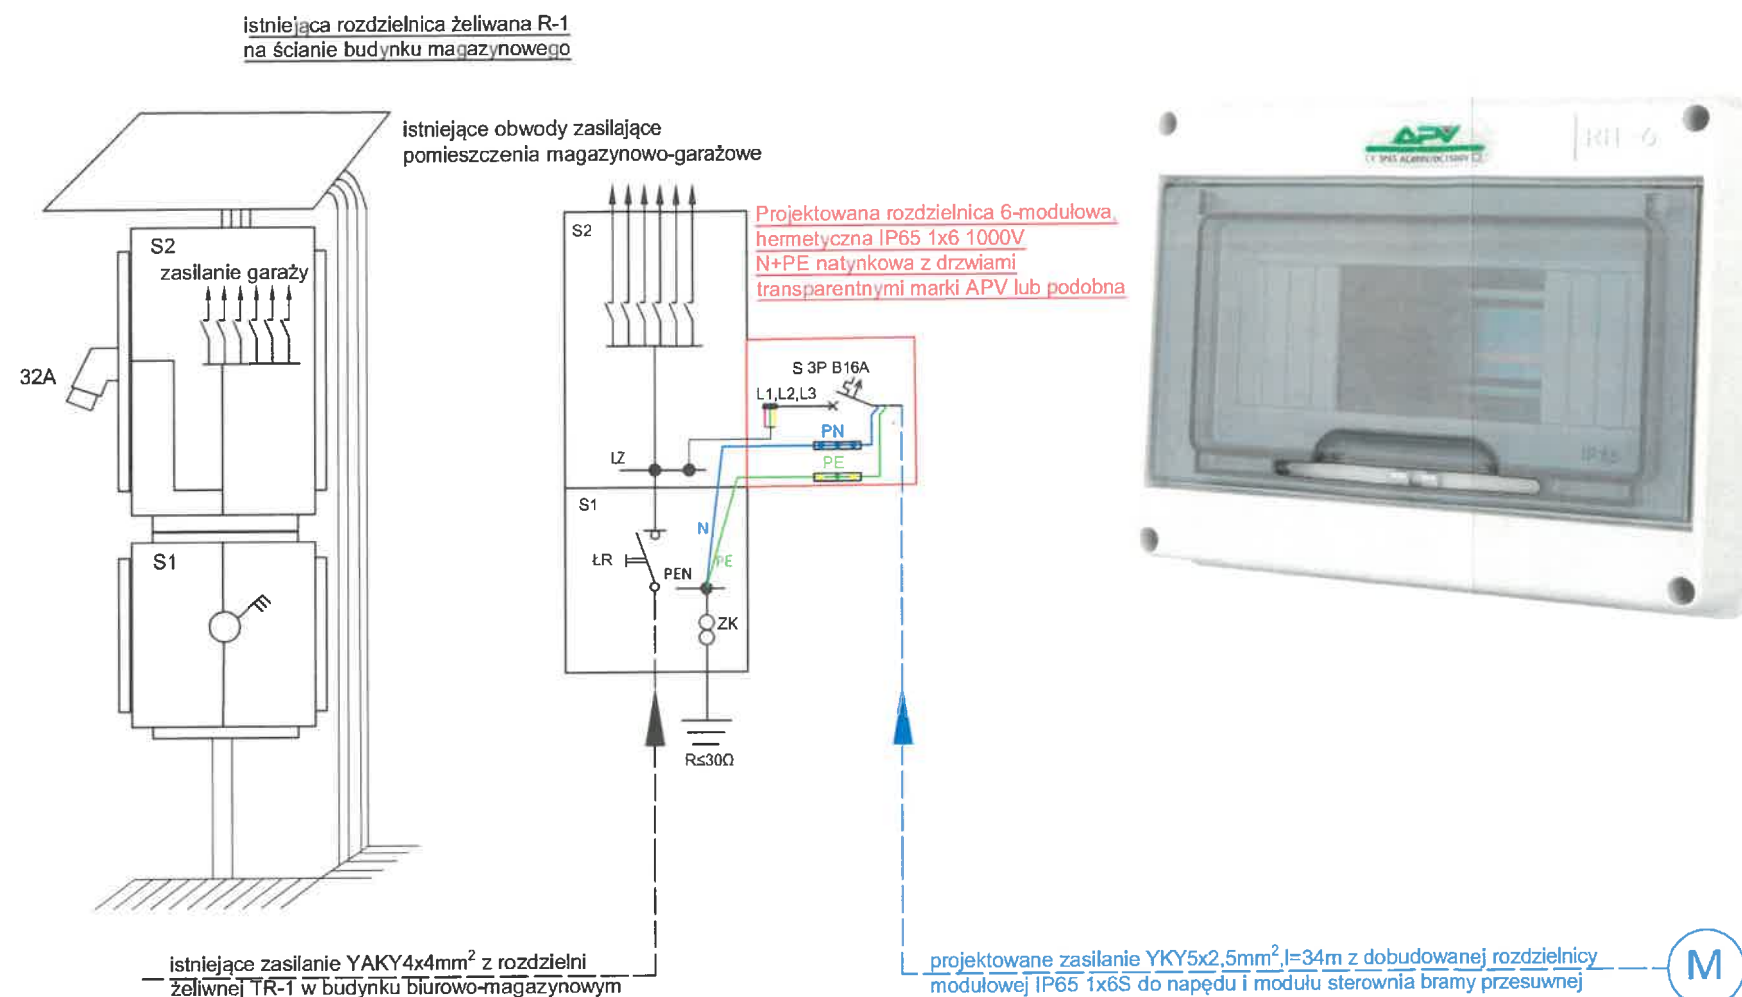 istniejąca rozdzielnica żeliwana R-1
na ścianie budynku magazynowego
istniejące obwody zasilające
pomieszczenia magazynowo-garażowe
S2
zasilanie garaży
32A
S1
S2
Projektowana rozdzielnica 6-modułowa,
hermetyczna IP65 1x6 1000V
N+PE natynkowa z drzwiami
transparentnymi marki APV lub podobna
S 3P B16A
L1,L2,L3
PN
PE
LZ
S1
N
PE
ŁR
PEN
ZK
R≤30Ω
APV
RH-6
IP65
istniejące zasilanie YAKY4x4mm² z rozdzielni
żeliwnej TR-1 w budynku biurowo-magazynowym
projektowane zasilanie YKY5x2,5mm²,l=34m z dobudowanej rozdzielnicy
modułowej IP65 1x6S do napędu i modułu sterownia bramy przesuwnej
M